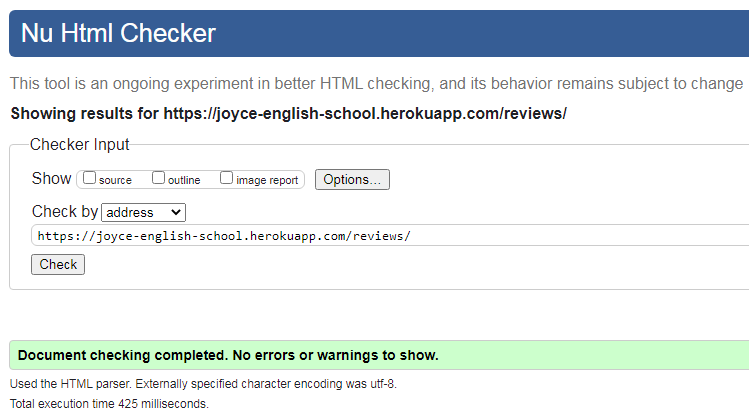 Nu Html Checker
This tool is an ongoing experiment in better HTML checking, and its behavior remains subject to change
Showing results for https://joyce-english-school.herokuapp.com/reviews/
Checker Input
Show source outline image report Options...
Check by address
https://joyce-english-school.herokuapp.com/reviews/
Check
Document checking completed. No errors or warnings to show.
Used the HTML parser. Externally specified character encoding was utf-8.
Total execution time 425 milliseconds.